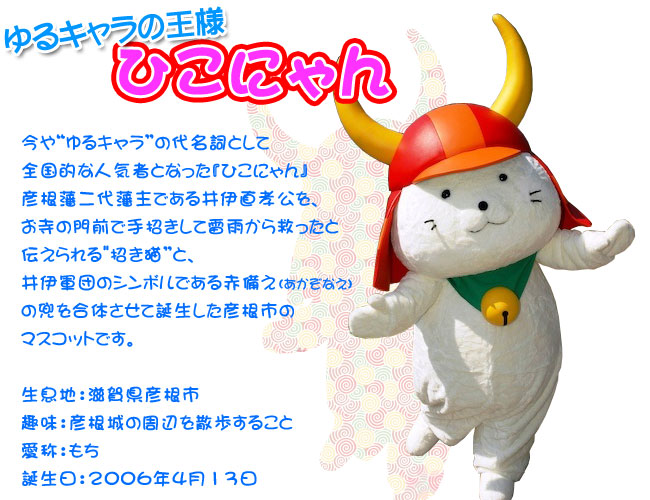 ゆるキャラの王様
ひこにゃん
今や"ゆるキャラ"の代名詞として
全国的な人気者となった『ひこにゃん』
彦根藩二代藩主である井伊直孝公を、
お寺の門前で手招きして雷雨から救ったと
伝えられる"招き猫"と、
井伊軍団のシンボルである赤備え(あかぞなえ)
の兜を合体させて誕生した彦根市の
マスコットです。
生息地：滋賀県彦根市
趣味：彦根城の周辺を散歩すること
愛称：もち
誕生日：2006年4月13日